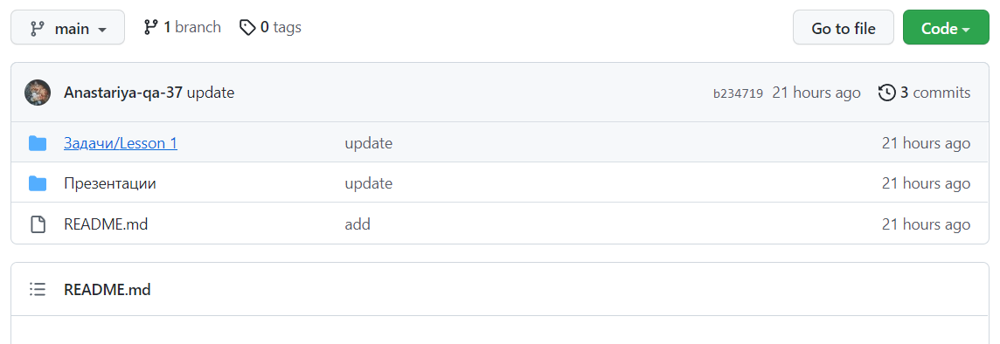 main 1 branch 0 tags Go to file Code
Anastariya-qa-37 update b234719 21 hours ago 3 commits
Задачи/Lesson 1 update 21 hours ago
Презентации update 21 hours ago
README.md add 21 hours ago
README.md